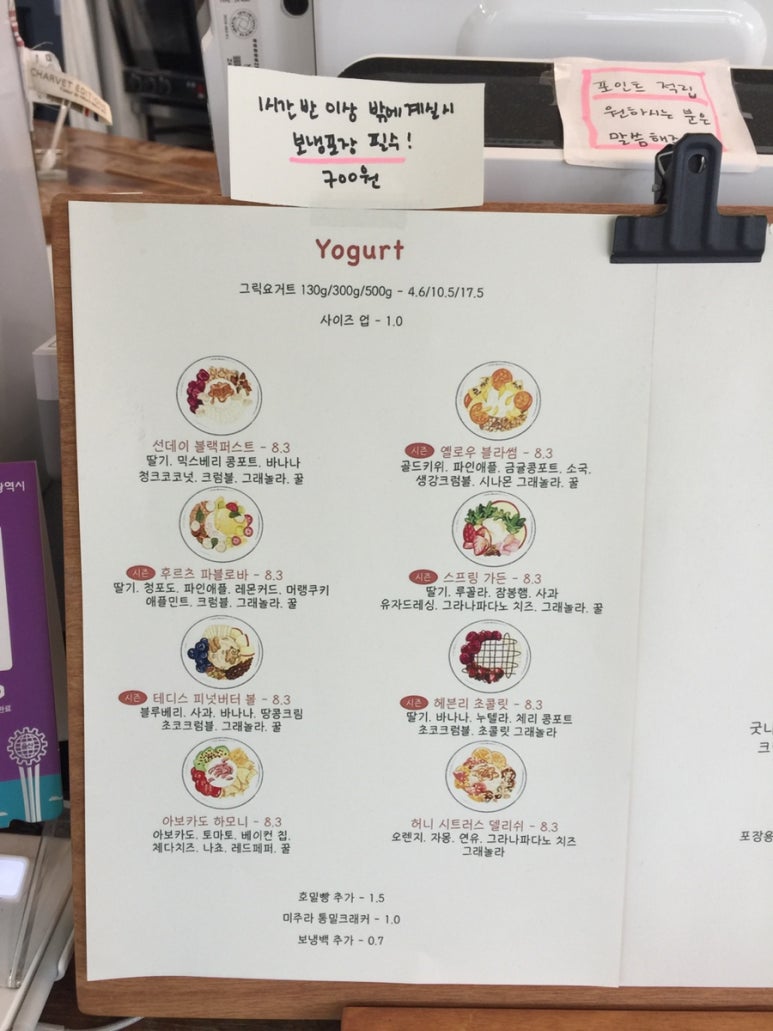 CHARVET EDITIONS
1시간 반 이상 밖에 계실 시
보냉포장 필수!
700원
포인트 적립
원하시는 분은
말씀해주
Yogurt
그릭요거트 130g/300g/500g - 4.6/10.5/17.5
사이즈 업 - 1.0
선데이 블랙퍼스트 - 8.3
딸기. 믹스베리 콩포트. 바나나
청크코코넛. 크럼블. 그래놀라. 꿀
시즌 옐로우 블라썸 - 8.3
골드키위. 파인애플. 금귤콩포트. 소국.
생강크럼블. 시나몬 그래놀라. 꿀
시즌 후르츠 파블로바 - 8.3
딸기. 청포도. 파인애플. 레몬커드. 머랭쿠키
애플민트. 크럼블. 그래놀라. 꿀
시즌 스프링 가든 - 8.3
딸기. 루꼴라. 잠봉햄. 사과
유자드레싱. 그라나파다노 치즈. 그래놀라. 꿀
시즌 테디스 피넛버터 볼 - 8.3
블루베리. 사과. 바나나. 땅콩크림
초코크럼블. 그래놀라. 꿀
시즌 헤븐리 초콜릿 - 8.3
딸기. 바나나. 누텔라. 체리 콩포트
초코크럼블. 초콜릿 그래놀라
아보카도 하모니 - 8.3
아보카도. 토마토. 베이컨 칩.
체다치즈. 나쵸. 레드페퍼. 꿀
허니 시트러스 델리쉬 - 8.3
오렌지. 자몽. 연유. 그라나파다노 치즈
그래놀라
호밀빵 추가 - 1.5
미주라 통밀크래커 - 1.0
보냉백 추가 - 0.7
광역시
굿나
크
포장용